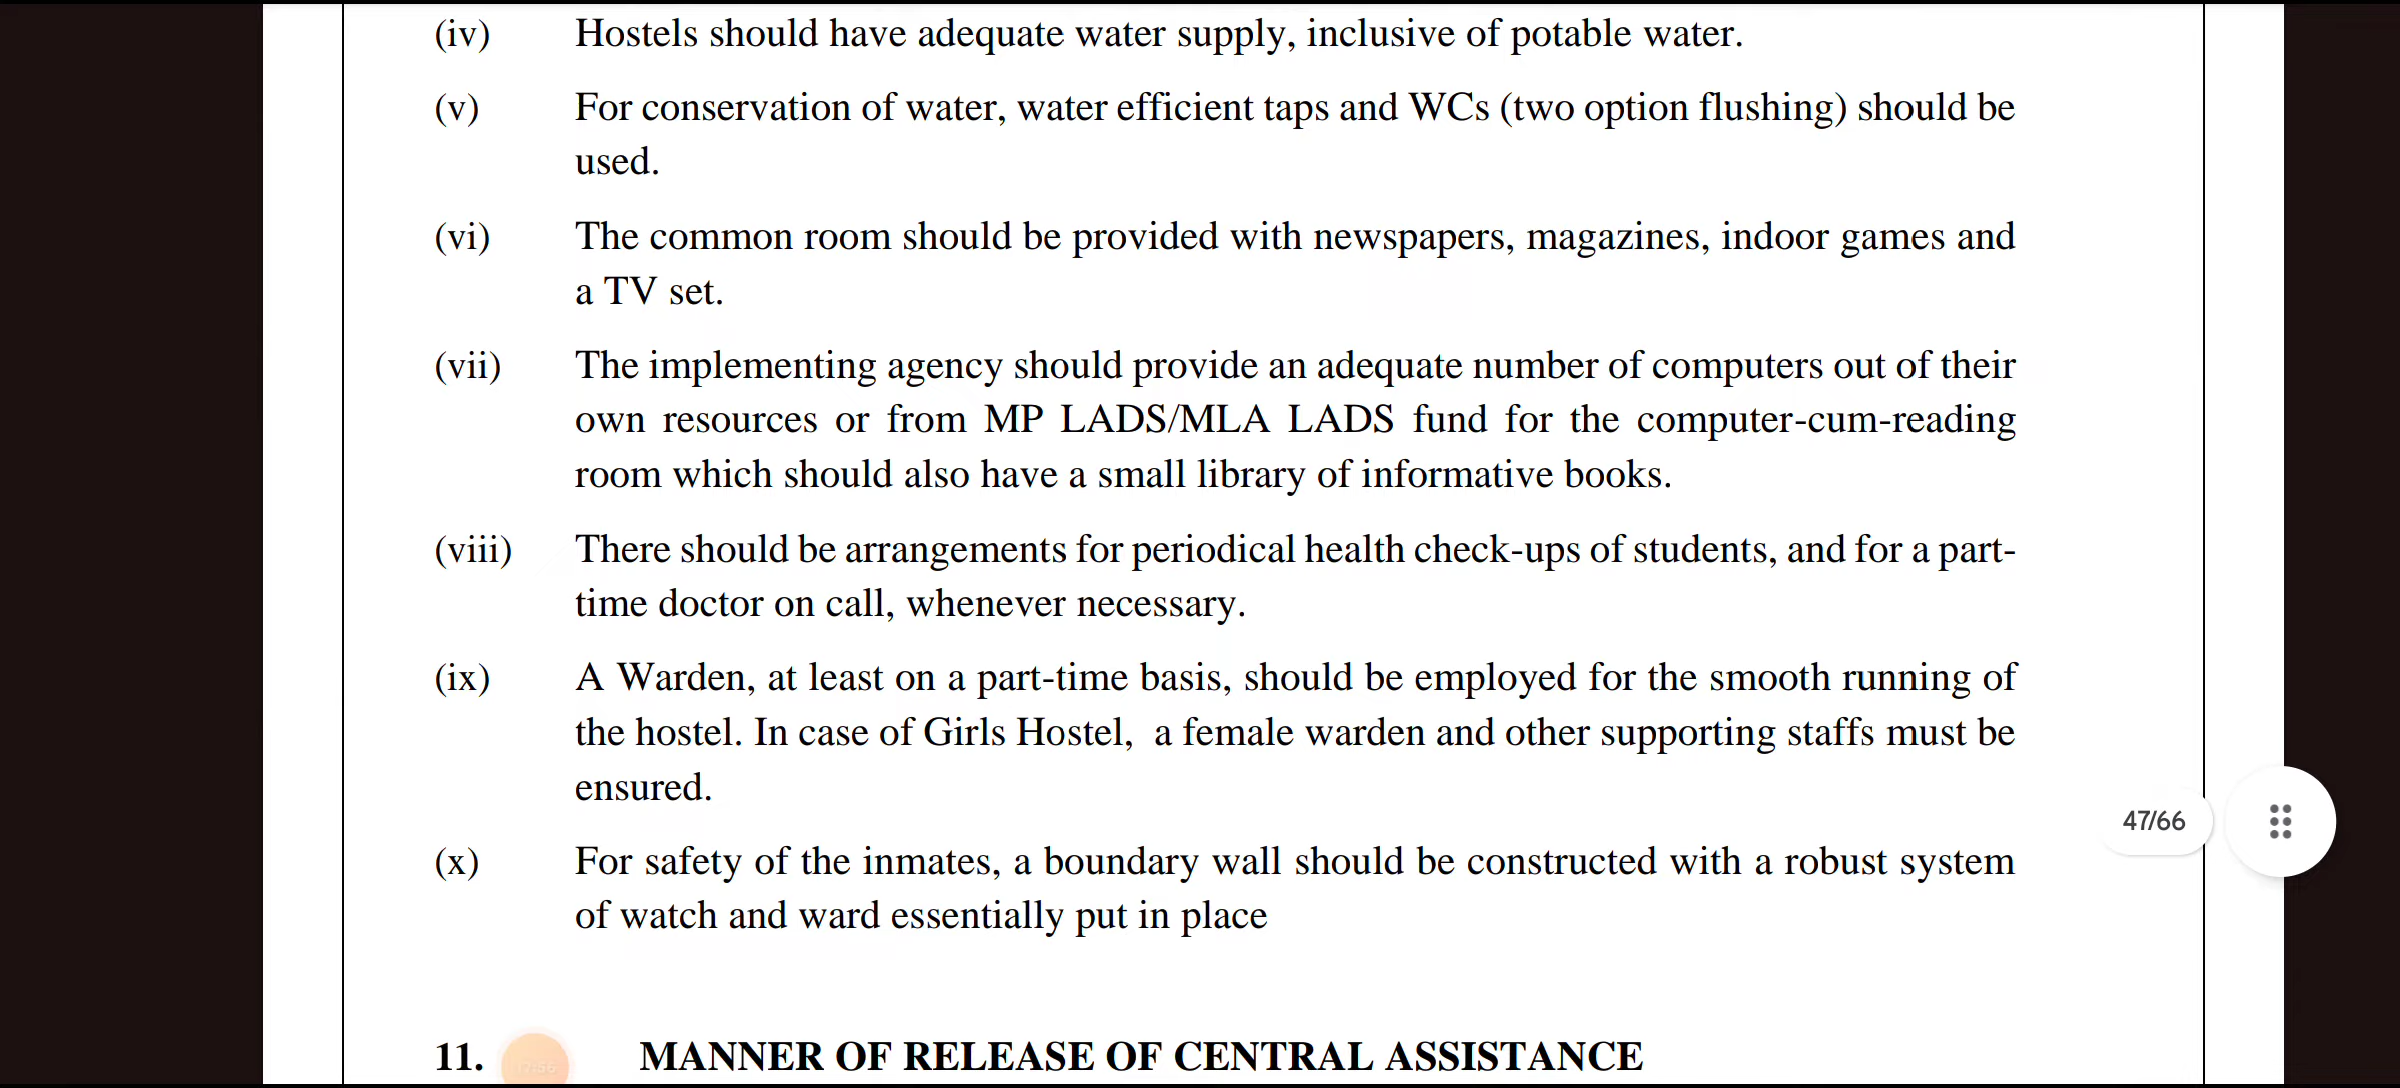 (iv) Hostels should have adequate water supply, inclusive of potable water.
(v) For conservation of water, water efficient taps and WCs (two option flushing) should be
used.
(vi) The common room should be provided with newspapers, magazines, indoor games and
a TV set.
(vii) The implementing agency should provide an adequate number of computers out of their
own resources or from MP LADS/MLA LADS fund for the computer-cum-reading
room which should also have a small library of informative books.
(viii) There should be arrangements for periodical health check-ups of students, and for a part-
time doctor on call, whenever necessary.
(ix) A Warden, at least on a part-time basis, should be employed for the smooth running of
the hostel. In case of Girls Hostel,  a female warden and other supporting staffs must be
ensured.
47/66
(x) For safety of the inmates, a boundary wall should be constructed with a robust system
of watch and ward essentially put in place
11. MANNER OF RELEASE OF CENTRAL ASSISTANCE